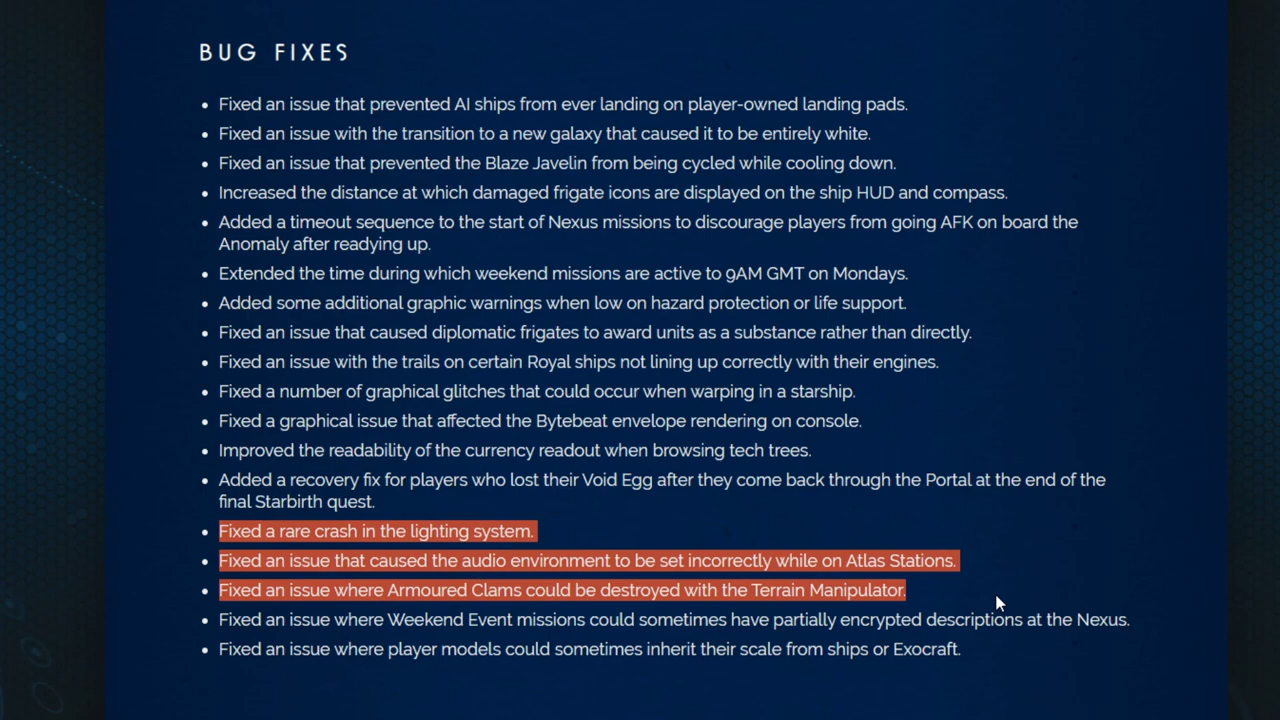 BUG FIXES
• Fixed an issue that prevented AI ships from ever landing on player-owned landing pads.
• Fixed an issue with the transition to a new galaxy that caused it to be entirely white.
• Fixed an issue that prevented the Blaze Javelin from being cycled while cooling down.
• Increased the distance at which damaged frigate icons are displayed on the ship HUD and compass.
• Added a timeout sequence to the start of Nexus missions to discourage players from going AFK on board the
Anomaly after readying up.
• Extended the time during which weekend missions are active to 9AM GMT on Mondays.
• Added some additional graphic warnings when low on hazard protection or life support.
• Fixed an issue that caused diplomatic frigates to award units as a substance rather than directly.
• Fixed an issue with the trails on certain Royal ships not lining up correctly with their engines.
• Fixed a number of graphical glitches that could occur when warping in a starship.
• Fixed a graphical issue that affected the Bytebeat envelope rendering on console.
• Improved the readability of the currency readout when browsing tech trees.
• Added a recovery fix for players who lost their Void Egg after they come back through the Portal at the end of the
final Starbirth quest.
• Fixed a rare crash in the lighting system.
• Fixed an issue that caused the audio environment to be set incorrectly while on Atlas Stations.
• Fixed an issue where Armoured Clams could be destroyed with the Terrain Manipulator.
• Fixed an issue where Weekend Event missions could sometimes have partially encrypted descriptions at the Nexus.
• Fixed an issue where player models could sometimes inherit their scale from ships or Exocraft.